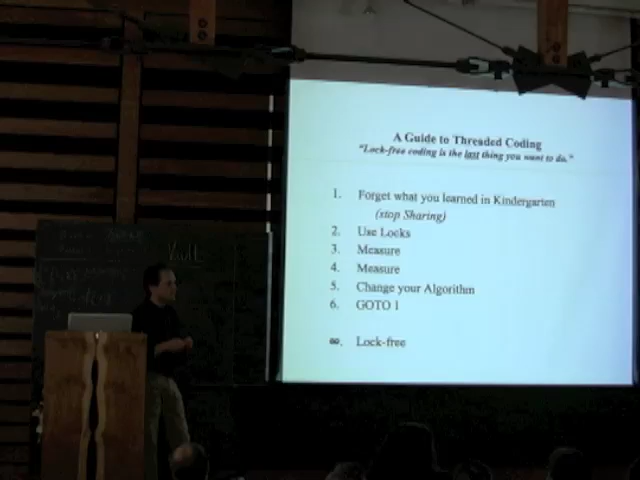 A Guide to Threaded Coding
"Lock-free coding is the last thing you want to do."
1. Forget what you learned in Kindergarten
(stop Sharing)
2. Use Locks
3. Measure
4. Measure
5. Change your Algorithm
6. GOTO 1
∞. Lock-free